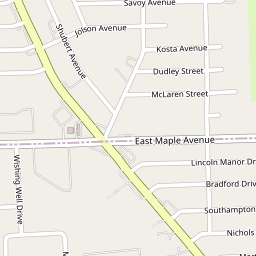 Savoy Avenue
Jolson Avenue
Shubert Avenue
Kosta Avenue
Dudley Street
McLaren Street
East Maple Avenue
Lincoln Manor Dr
Bradford Driv
Wishing Well Drive
Southampton
Nichols